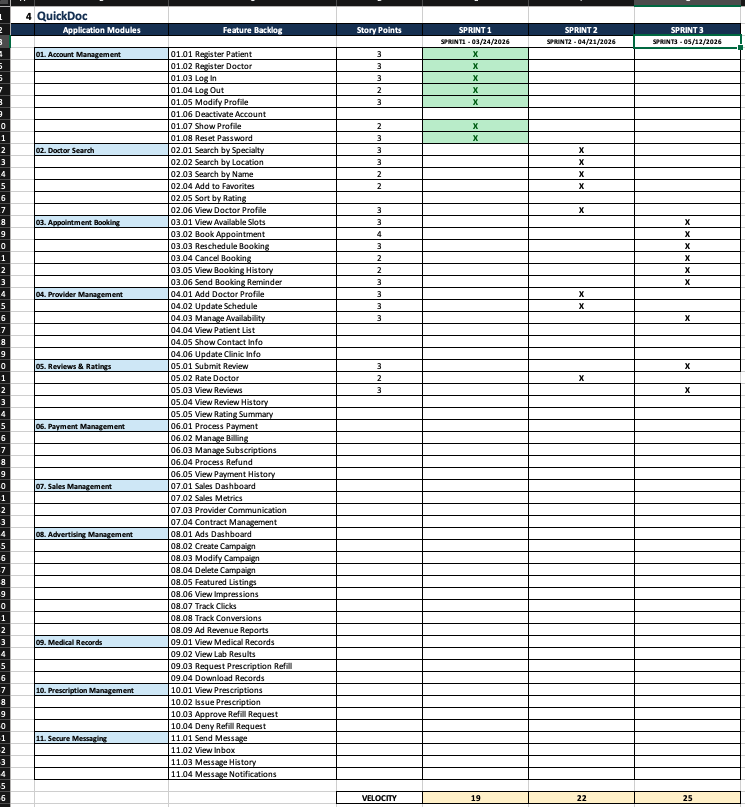 4 QuickDoc
Application Modules Feature Backlog Story Points SPRINT 1 SPRINT 2 SPRINT 3
SPRINT1 - 03/24/2026 SPRINT2 - 04/21/2026 SPRINT3 - 05/12/2026
01. Account Management 01.01 Register Patient 3 X
01.02 Register Doctor 3 X
01.03 Log In 3 X
01.04 Log Out 2 X
01.05 Modify Profile 3 X
01.06 Deactivate Account
01.07 Show Profile 2 X
01.08 Reset Password 3 X
02. Doctor Search 02.01 Search by Specialty 3 X
02.02 Search by Location 3 X
02.03 Search by Name 2 X
02.04 Add to Favorites 2 X
02.05 Sort by Rating
02.06 View Doctor Profile 3 X
03. Appointment Booking 03.01 View Available Slots 3 X
03.02 Book Appointment 4 X
03.03 Reschedule Booking 3 X
03.04 Cancel Booking 2 X
03.05 View Booking History 2 X
03.06 Send Booking Reminder 3 X
04. Provider Management 04.01 Add Doctor Profile 3 X
04.02 Update Schedule 3 X
04.03 Manage Availability 3 X
04.04 View Patient List
04.05 Show Contact Info
04.06 Update Clinic Info
05. Reviews & Ratings 05.01 Submit Review 3 X
05.02 Rate Doctor 2 X
05.03 View Reviews 3 X
05.04 View Review History
05.05 View Rating Summary
06. Payment Management 06.01 Process Payment
06.02 Manage Billing
06.03 Manage Subscriptions
06.04 Process Refund
06.05 View Payment History
07. Sales Management 07.01 Sales Dashboard
07.02 Sales Metrics
07.03 Provider Communication
07.04 Contract Management
08. Advertising Management 08.01 Ads Dashboard
08.02 Create Campaign
08.03 Modify Campaign
08.04 Delete Campaign
08.05 Featured Listings
08.06 View Impressions
08.07 Track Clicks
08.08 Track Conversions
08.09 Ad Revenue Reports
09. Medical Records 09.01 View Medical Records
09.02 View Lab Results
09.03 Request Prescription Refill
09.04 Download Records
10. Prescription Management 10.01 View Prescriptions
10.02 Issue Prescription
10.03 Approve Refill Request
10.04 Deny Refill Request
11. Secure Messaging 11.01 Send Message
11.02 View Inbox
11.03 Message History
11.04 Message Notifications
VELOCITY 19 22 25